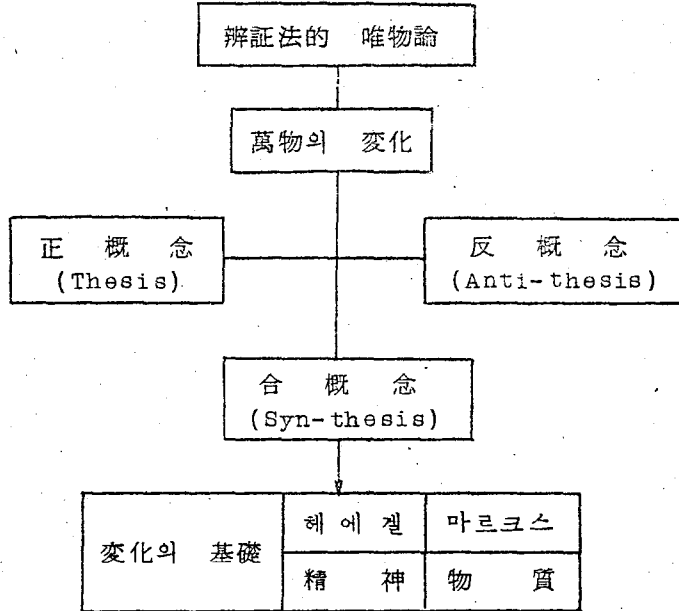 辨証法的 唯物論
萬物의 変化
正 概 念
(Thesis)
反 概 念
(Anti-thesis)
合 概 念
(Syn-thesis)
変化의 基礎
헤에겔
마르크스
精 神
物 質